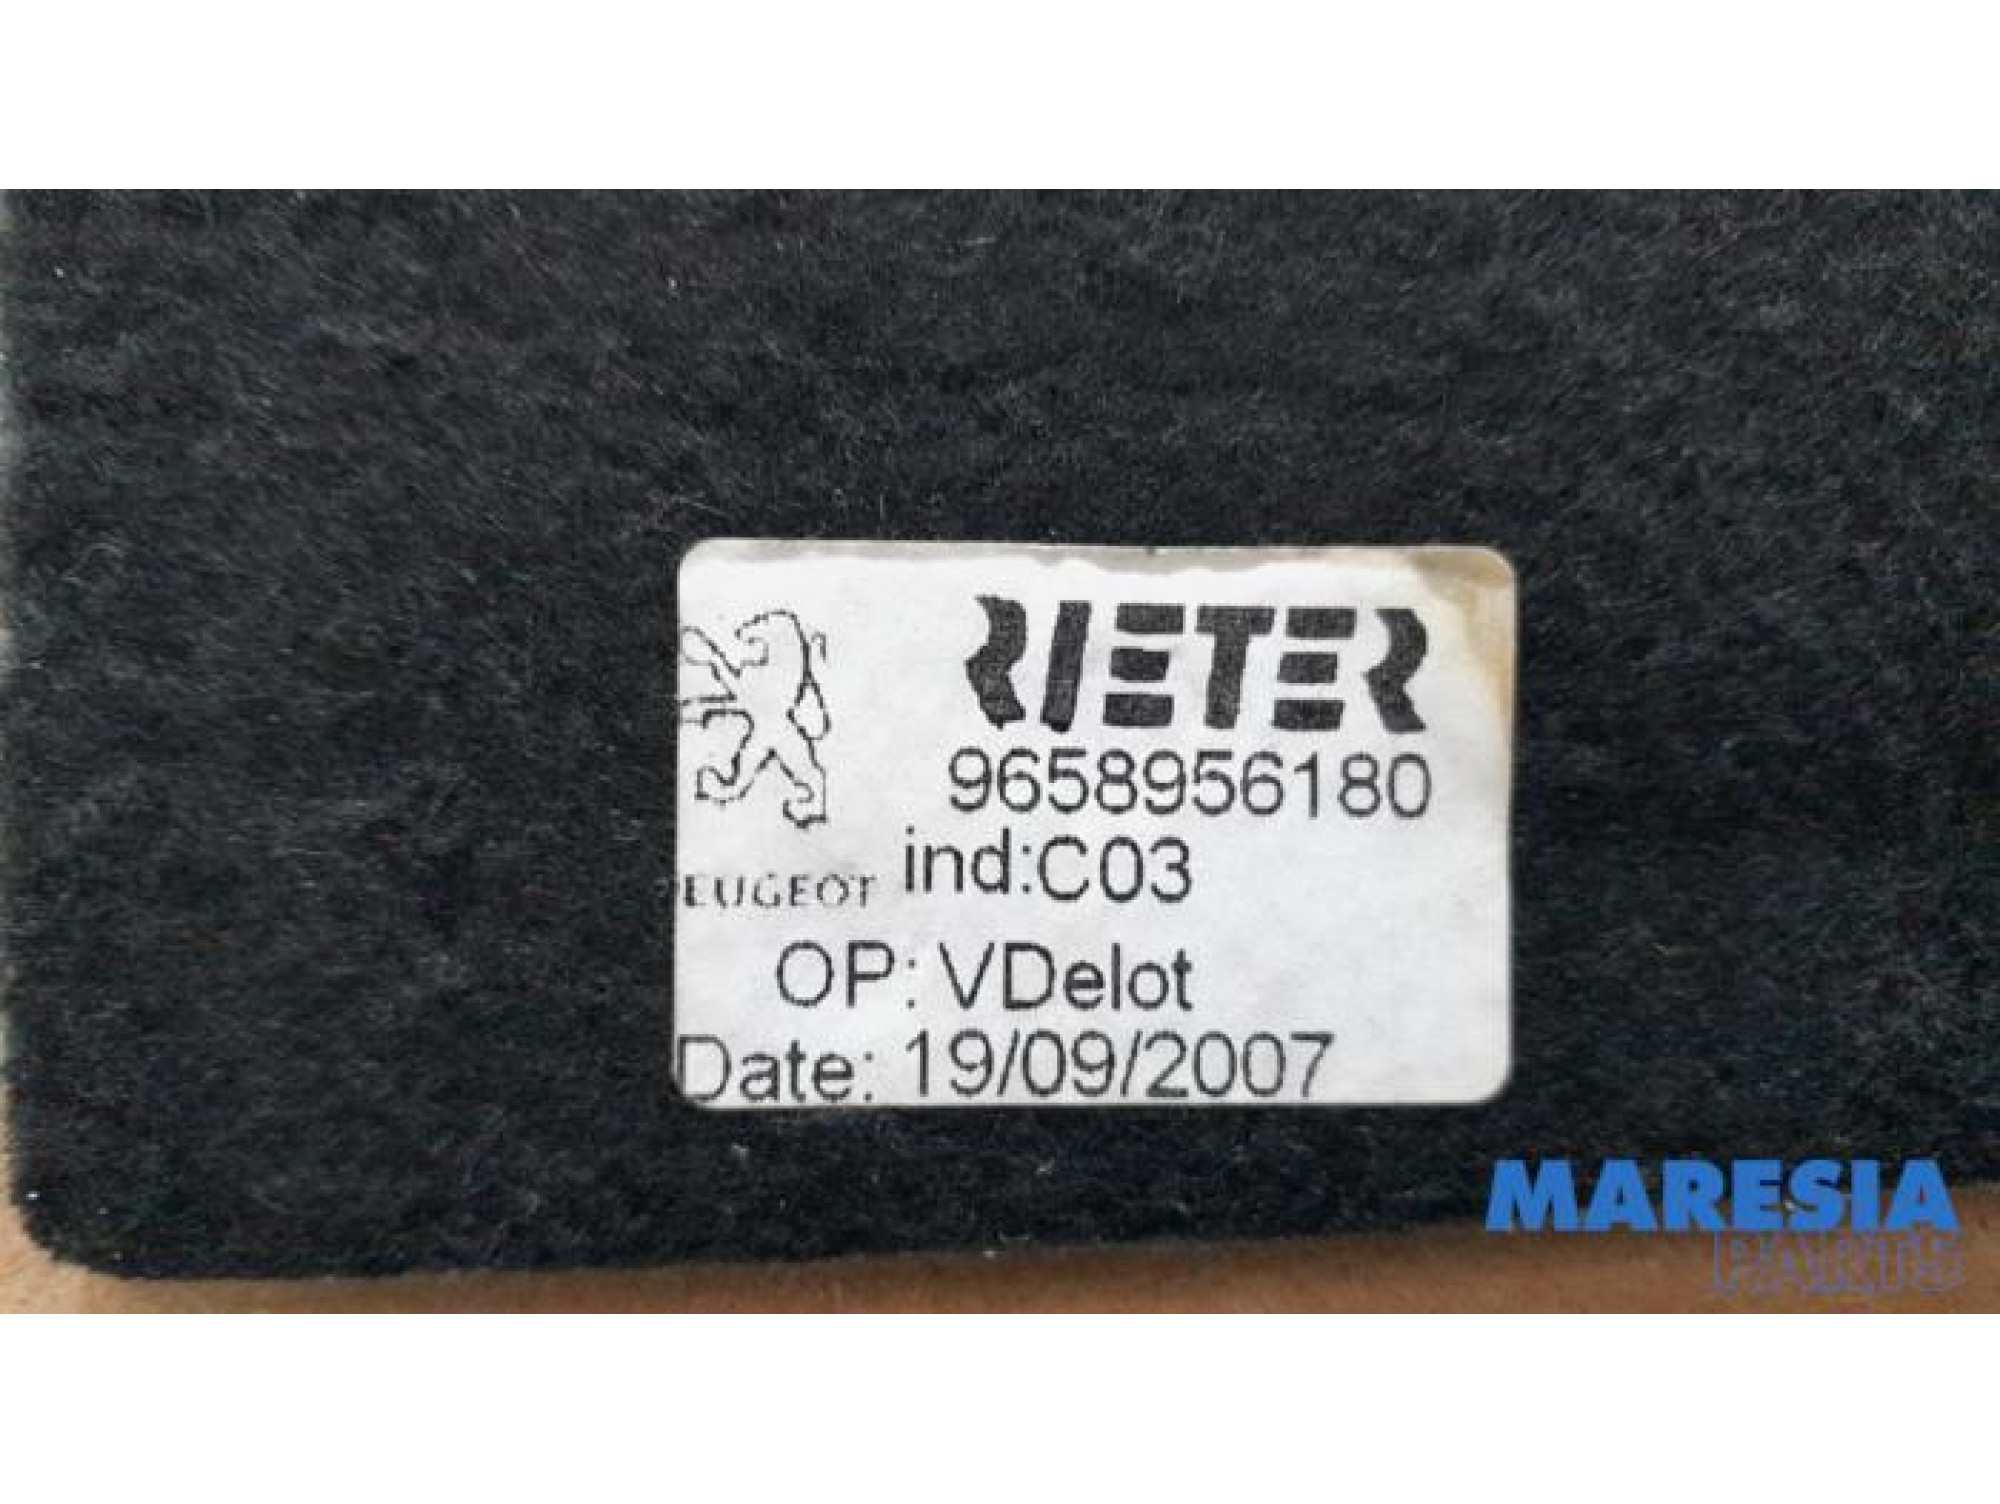 RIETER
9658956180
PEUGEOT ind:C03
OP: VDelot
Date: 19/09/2007
MARESIA
PARTS